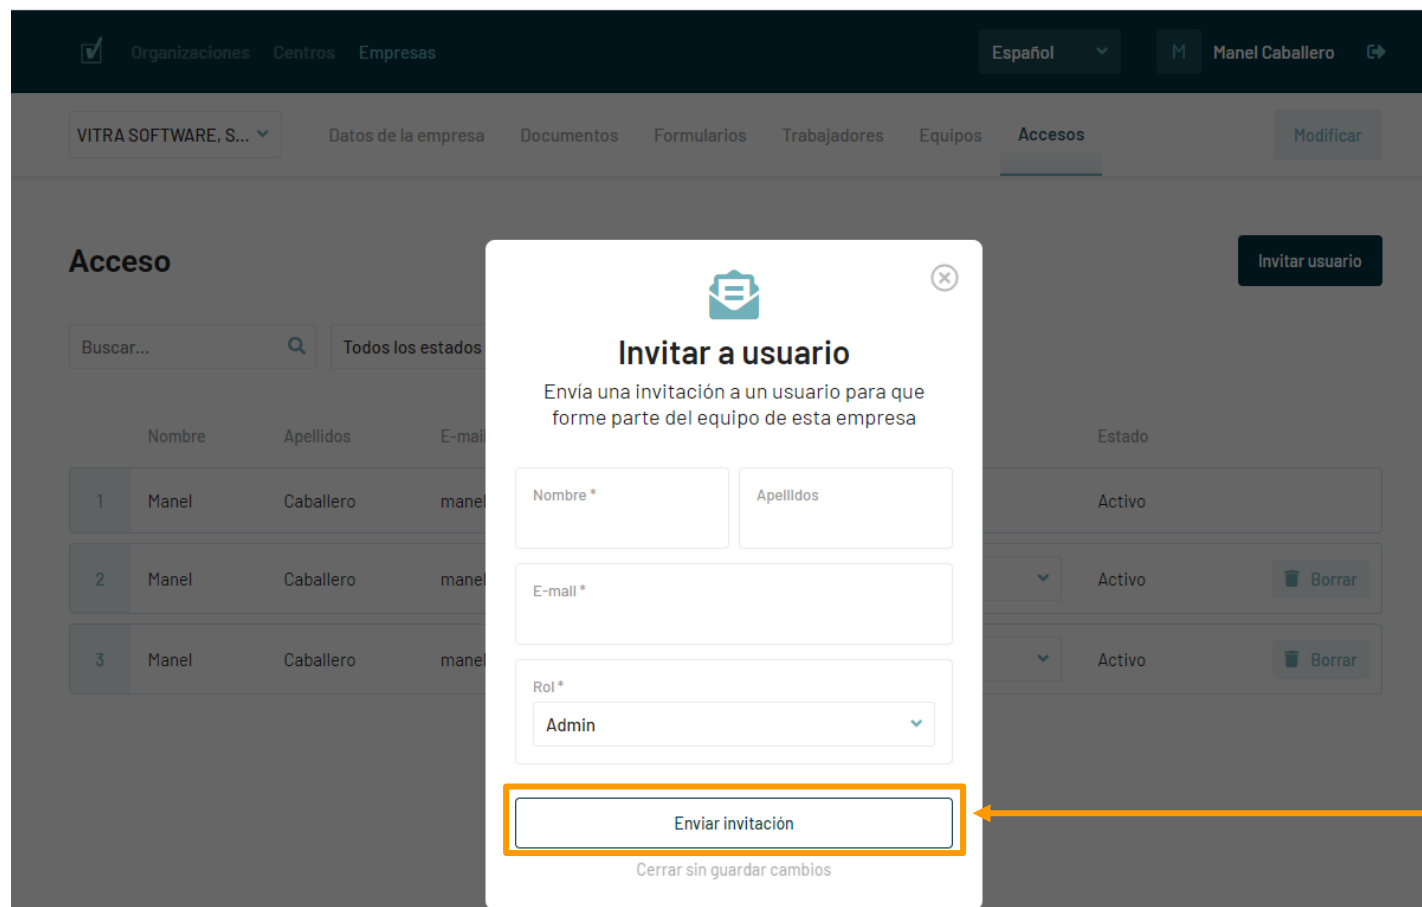 Organizaciones Centros Empresas Español M Manel Caballero
VITRA SOFTWARE, S... Datos de la empresa Documentos Formularios Trabajadores Equipos Accesos Modificar
Acceso Invitar usuario
Buscar... Todos los estados
Invitar a usuario
Envía una invitación a un usuario para que
forme parte del equipo de esta empresa
Nombre Apellidos E-mail Estado
1 Manel Caballero manel Activo
2 Manel Caballero manel Activo Borrar
3 Manel Caballero manel Activo Borrar
Nombre * Apellidos
E-mail *
Rol *
Admin
Enviar invitación
Cerrar sin guardar cambios